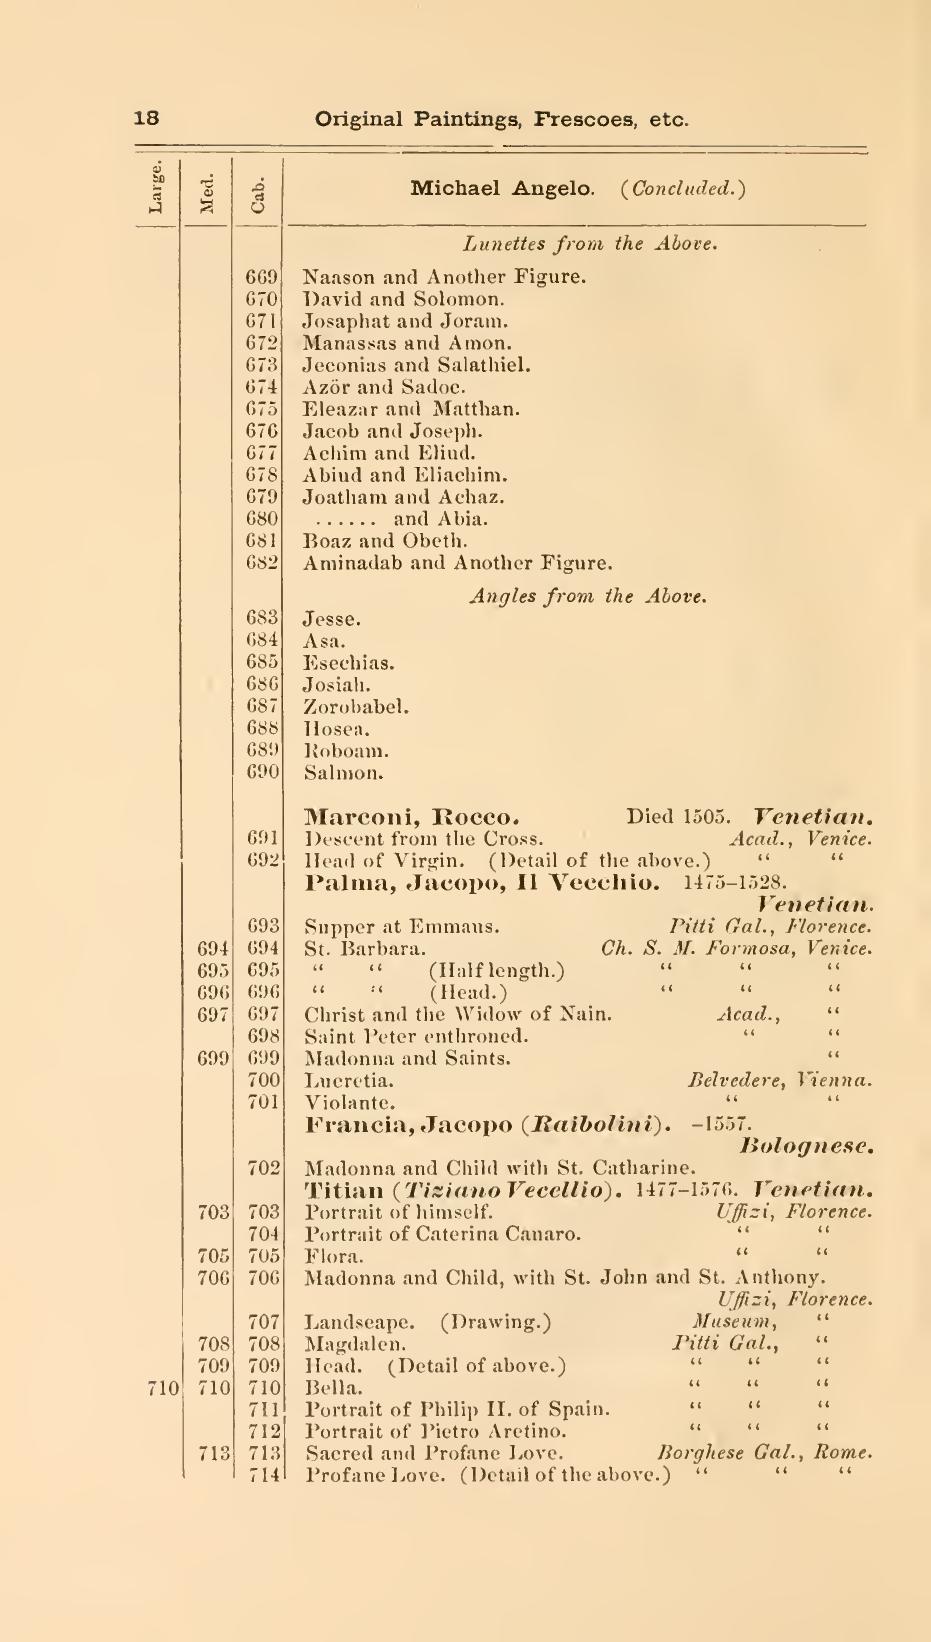 18 Original Paintings, Frescoes, etc.
Large. Med. Cab. Michael Angelo. (Concluded.)
Lunettes from the Above.
669 Naason and Another Figure.
670 David and Solomon.
671 Josaphat and Joram.
672 Manassas and Amon.
673 Jeconias and Salathiel.
674 Azör and Sadoc.
675 Eleazar and Matthan.
676 Jacob and Joseph.
677 Achim and Eliud.
678 Abiud and Eliachim.
679 Joatham and Achaz.
680 ...... and Abia.
681 Boaz and Obeth.
682 Aminadab and Another Figure.
Angles from the Above.
683 Jesse.
684 Asa.
685 Esechias.
686 Josiah.
687 Zorobabel.
688 Hosea.
689 Roboam.
690 Salmon.
Marconi, Rocco. Died 1505. Venetian.
691 Descent from the Cross. Acad., Venice.
692 Head of Virgin. (Detail of the above.) “ “
Palma, Jacopo, Il Vecchio. 1475–1528.
Venetian.
693 Supper at Emmaus. Pitti Gal., Florence.
694 694 St. Barbara. Ch. S. M. Formosa, Venice.
695 695 “ “ (Half length.) “ “ “
696 696 “ “ (Head.) “ “ “
697 697 Christ and the Widow of Nain. Acad., “
698 Saint Peter enthroned. “ “
699 699 Madonna and Saints. “
700 Lucretia. Belvedere, Vienna.
701 Violante. “ “
Francia, Jacopo (Raibolini). –1557.
Bolognese.
702 Madonna and Child with St. Catharine.
Titian (Tiziano Vecellio). 1477–1576. Venetian.
703 703 Portrait of himself. Uffizi, Florence.
704 Portrait of Caterina Canaro. “ “
705 705 Flora. “ “
706 706 Madonna and Child, with St. John and St. Anthony.
Uffizi, Florence.
707 Landscape. (Drawing.) Museum, “
708 708 Magdalen. Pitti Gal., “
709 709 Head. (Detail of above.) “ “ “
710 710 710 Bella. “ “ “
711 Portrait of Philip II. of Spain. “ “ “
712 Portrait of Pietro Aretino. “ “ “
713 713 Sacred and Profane Love. Borghese Gal., Rome.
714 Profane Love. (Detail of the above.) “ “ “